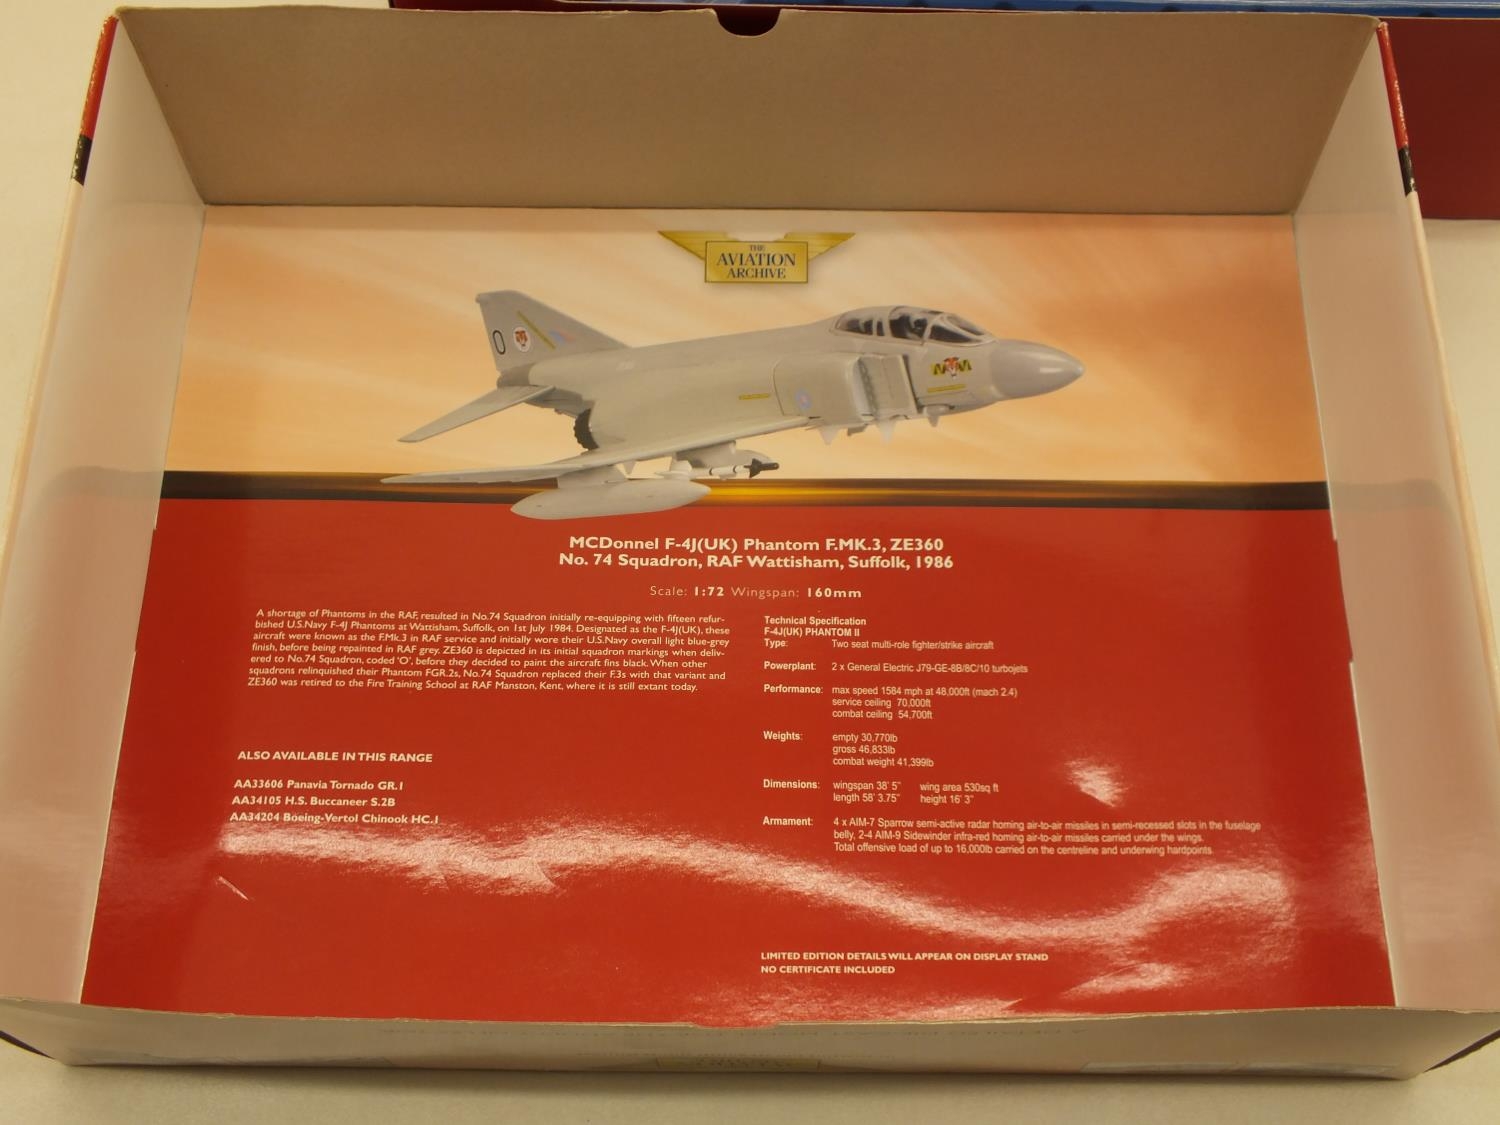 THE
AVIATION
ARCHIVE
O
MCDonnel F-4J(UK) Phantom F.MK.3, ZE360
No. 74 Squadron, RAF Wattisham, Suffolk, 1986
Scale: 1:72 Wingspan: 160mm
A shortage of Phantoms in the RAF, resulted in No.74 Squadron initially re-equipping with fifteen refur-
bished U.S.Navy F-4J Phantoms at Wattisham, Suffolk, on 1st July 1984. Designated as the F-4J(UK), these
aircraft were known as the F.Mk.3 in RAF service and initially wore their U.S.Navy overall light blue-grey
finish, before being repainted in RAF grey. ZE360 is depicted in its initial squadron markings when deliv-
ered to No.74 Squadron, coded 'O', before they decided to paint the aircraft fins black. When other
squadrons relinquished their Phantom FGR.2s, No.74 Squadron replaced their F.3s with that variant and
ZE360 was retired to the Fire Training School at RAF Manston, Kent, where it is still extant today.
ALSO AVAILABLE IN THIS RANGE
AA33606 Panavia Tornado GR.1
AA34105 H.S. Buccaneer S.2B
AA34204 Boeing-Vertol Chinook HC.1
Technical Specification
F-4J(UK) PHANTOM II
Type: Two seat multi-role fighter/strike aircraft
Powerplant: 2 x General Electric J79-GE-8B/8C/10 turbojets
Performance: max speed 1584 mph at 48,000ft (mach 2.4)
service ceiling 70,000ft
combat ceiling 54,700ft
Weights: empty 30,770lb
gross 46,833lb
combat weight 41,399lb
Dimensions: wingspan 38' 5" wing area 530sq ft
length 58' 3.75" height 16' 3"
Armament: 4 x AIM-7 Sparrow semi-active radar homing air-to-air missiles in semi-recessed slots in the fuselage
belly, 2-4 AIM-9 Sidewinder infra-red homing air-to-air missiles carried under the wings.
Total offensive load of up to 16,000lb carried on the centreline and underwing hardpoints
LIMITED EDITION DETAILS WILL APPEAR ON DISPLAY STAND
NO CERTIFICATE INCLUDED